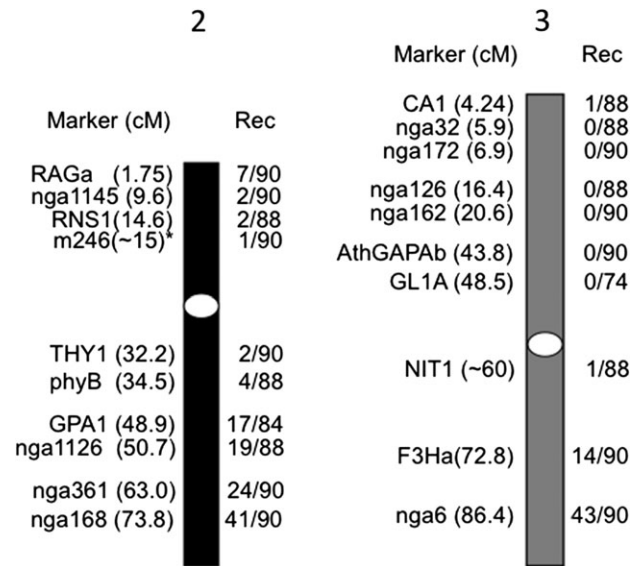 2
Marker (cM) Rec
RAGa (1.75) 7/90
nga1145 (9.6) 2/90
RNS1(14.6) 2/88
m246(~15)* 1/90
THY1 (32.2) 2/90
phyB (34.5) 4/88
GPA1 (48.9) 17/84
nga1126 (50.7) 19/88
nga361 (63.0) 24/90
nga168 (73.8) 41/90
3
Marker (cM) Rec
CA1 (4.24) 1/88
nga32 (5.9) 0/88
nga172 (6.9) 0/90
nga126 (16.4) 0/88
nga162 (20.6) 0/90
AthGAPAb (43.8) 0/90
GL1A (48.5) 0/74
NIT1 (~60) 1/88
F3Ha(72.8) 14/90
nga6 (86.4) 43/90